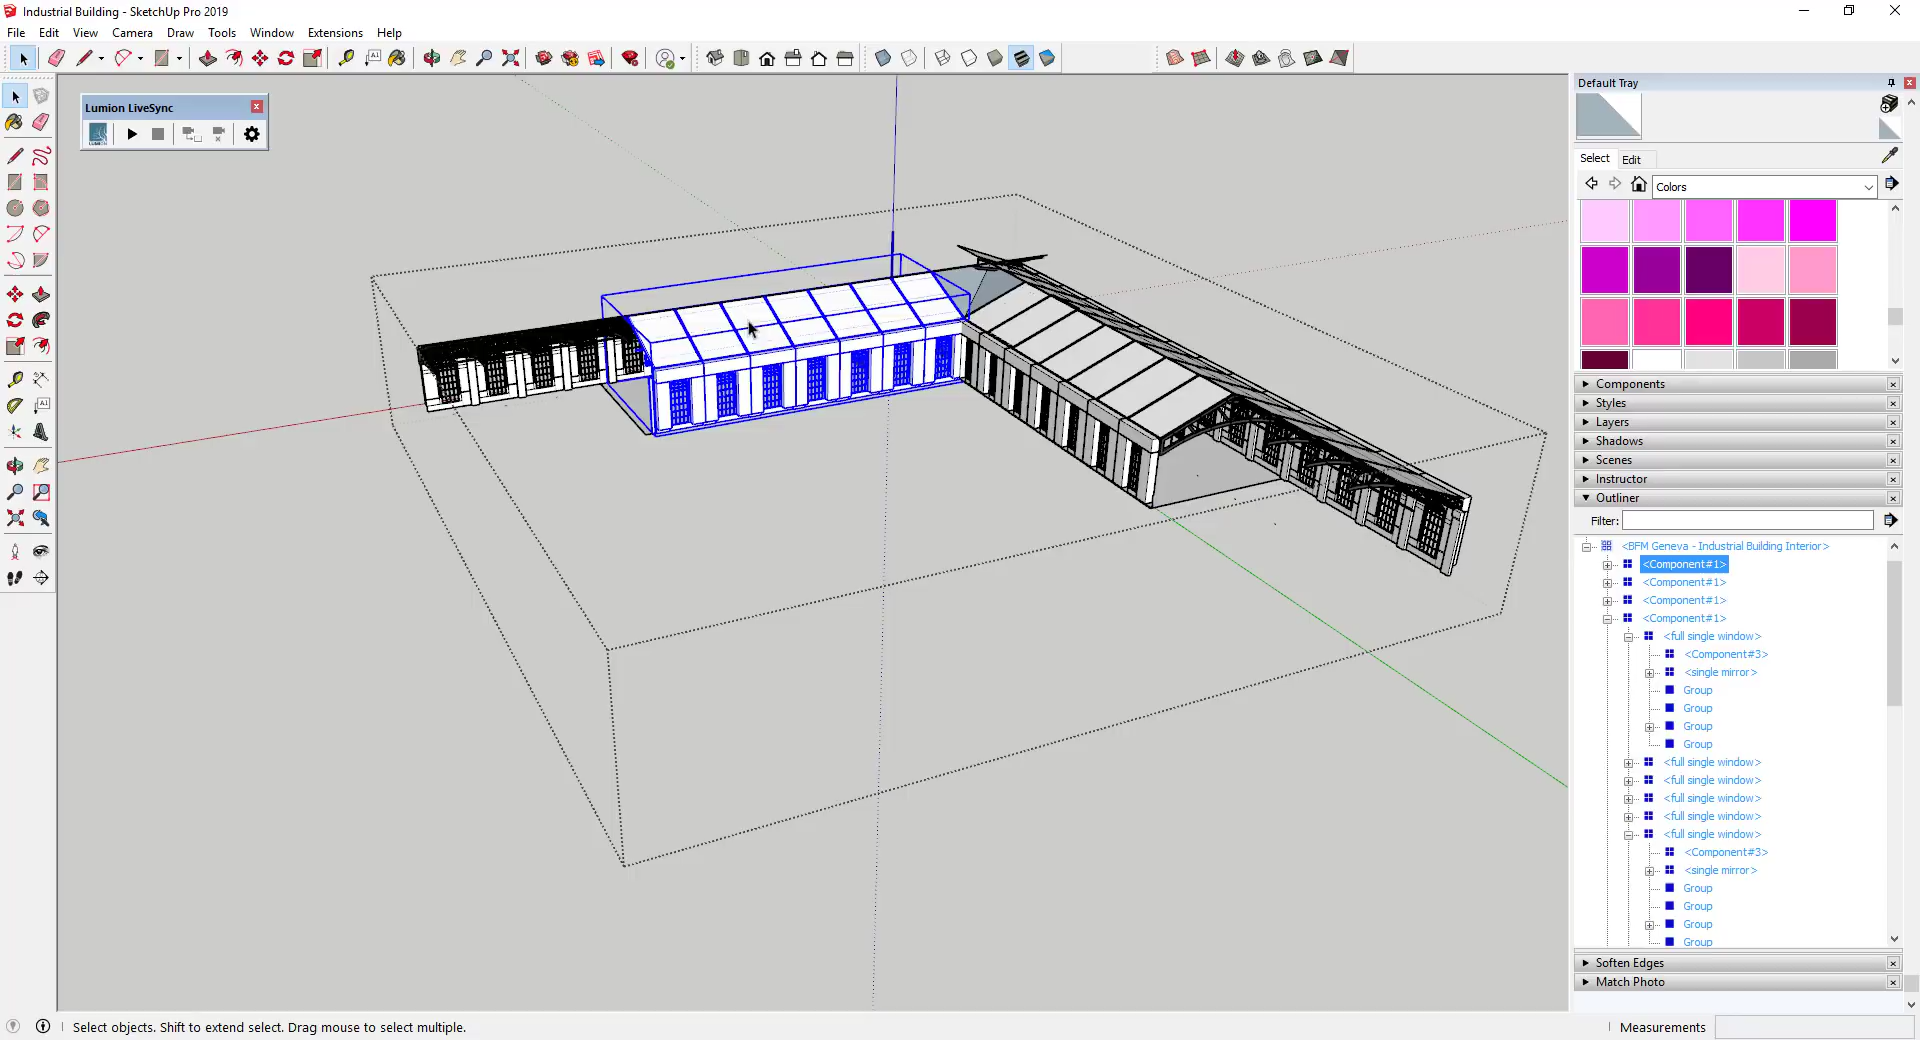 Industrial Building - SketchUp Pro 2019
File Edit View Camera Draw Tools Window Extensions Help
Lumion LiveSync
Default Tray
Select Edit
Colors
Components
Styles
Layers
Shadows
Scenes
Instructor
Outliner
Filter:
<BFM Geneva - Industrial Building Interior>
<Component#1>
<Component#1>
<Component#1>
<Component#1>
<full single window>
<Component#3>
<single mirror>
Group
Group
Group
Group
<full single window>
<full single window>
<full single window>
<full single window>
<full single window>
<Component#3>
<single mirror>
Group
Group
Group
Group
Soften Edges
Match Photo
Select objects. Shift to extend select. Drag mouse to select multiple.
Measurements